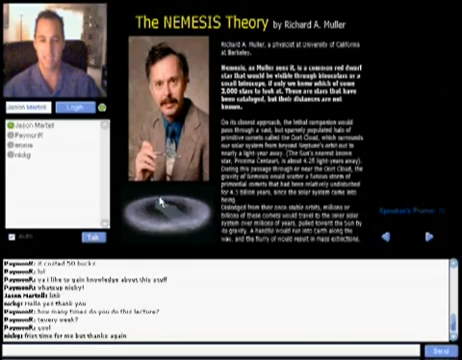 The NEMESIS Theory by Richard A. Muller
Richard A. Muller, a physicist at University of California
at Berkeley.
Nemesis, as Muller sees it, is a common red dwarf
star that would be visible through binoculars or a
small telescope, if only we knew which of some
3,000 stars to look at. These are stars that have
been cataloged, but their distances are not
known.
On its closest approach, the lethal companion would
pass through a vast, but sparsely populated halo of
primitive comets called the Oort Cloud, which surrounds
our solar system from beyond Neptune's orbit out to
nearly a light-year away. (The Sun's nearest known
star, Proxima Centauri, is about 4.25 light-years away).
During this passage through or near the Oort Cloud, the
gravity of Nemesis would scatter a furious storm of
primordial comets that had been relatively undisturbed
for 4.5 billion years, since the solar system came into
being.
Dislodged from their once-stable orbits, millions or
billions of these comets would travel to the inner solar
system over millions of years, pulled toward the Sun by
its gravity. A handful would run into Earth along the
way, and the flurry would result in mass extinctions.
Jason Martell
Login
Jason Martell
PaymonR
nickg
Auto
Talk
Speaker's Frame:
PaymonR: it costed 50 bucks
PaymonR: lol
PaymonR: ya i like to gain knowledge about this stuff
PaymonR: whatsup nicky!
Jason Martell: link
nickg: Hello yes thank you
PaymonR: how many times do you do this lecture?
PaymonR: every week?
PaymonR: cool
nickg: first time for me but thanks again
Send